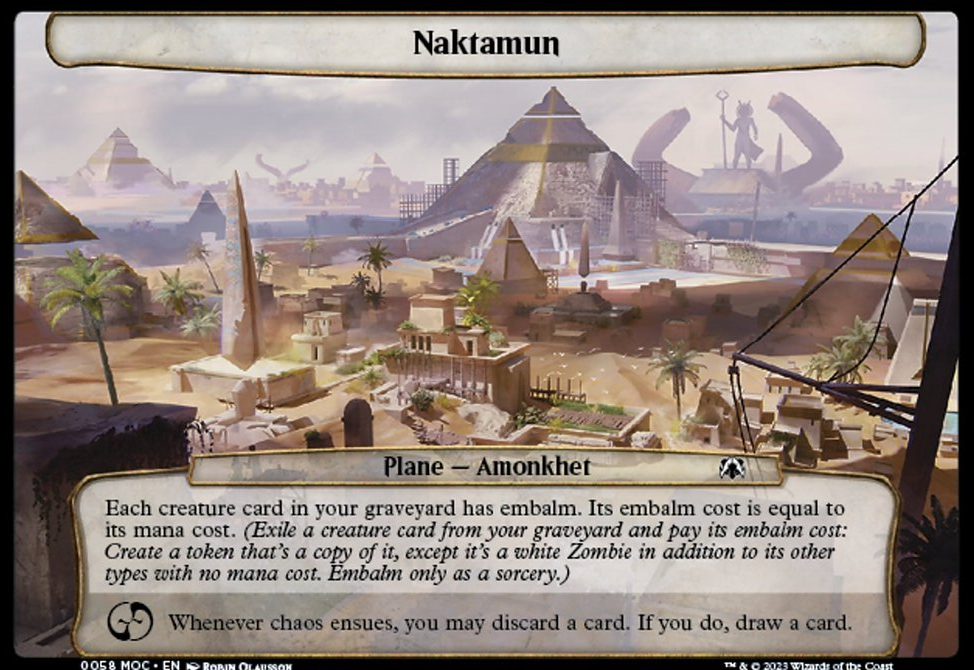 Naktamun
Plane — Amonkhet
Each creature card in your graveyard has embalm. Its embalm cost is equal to
its mana cost. (Exile a creature card from your graveyard and pay its embalm cost:
Create a token that's a copy of it, except it's a white Zombie in addition to its other
types with no mana cost. Embalm only as a sorcery.)
Whenever chaos ensues, you may discard a card. If you do, draw a card.
0058 MOC • EN Robin Olausson
™ & © 2023 Wizards of the Coast